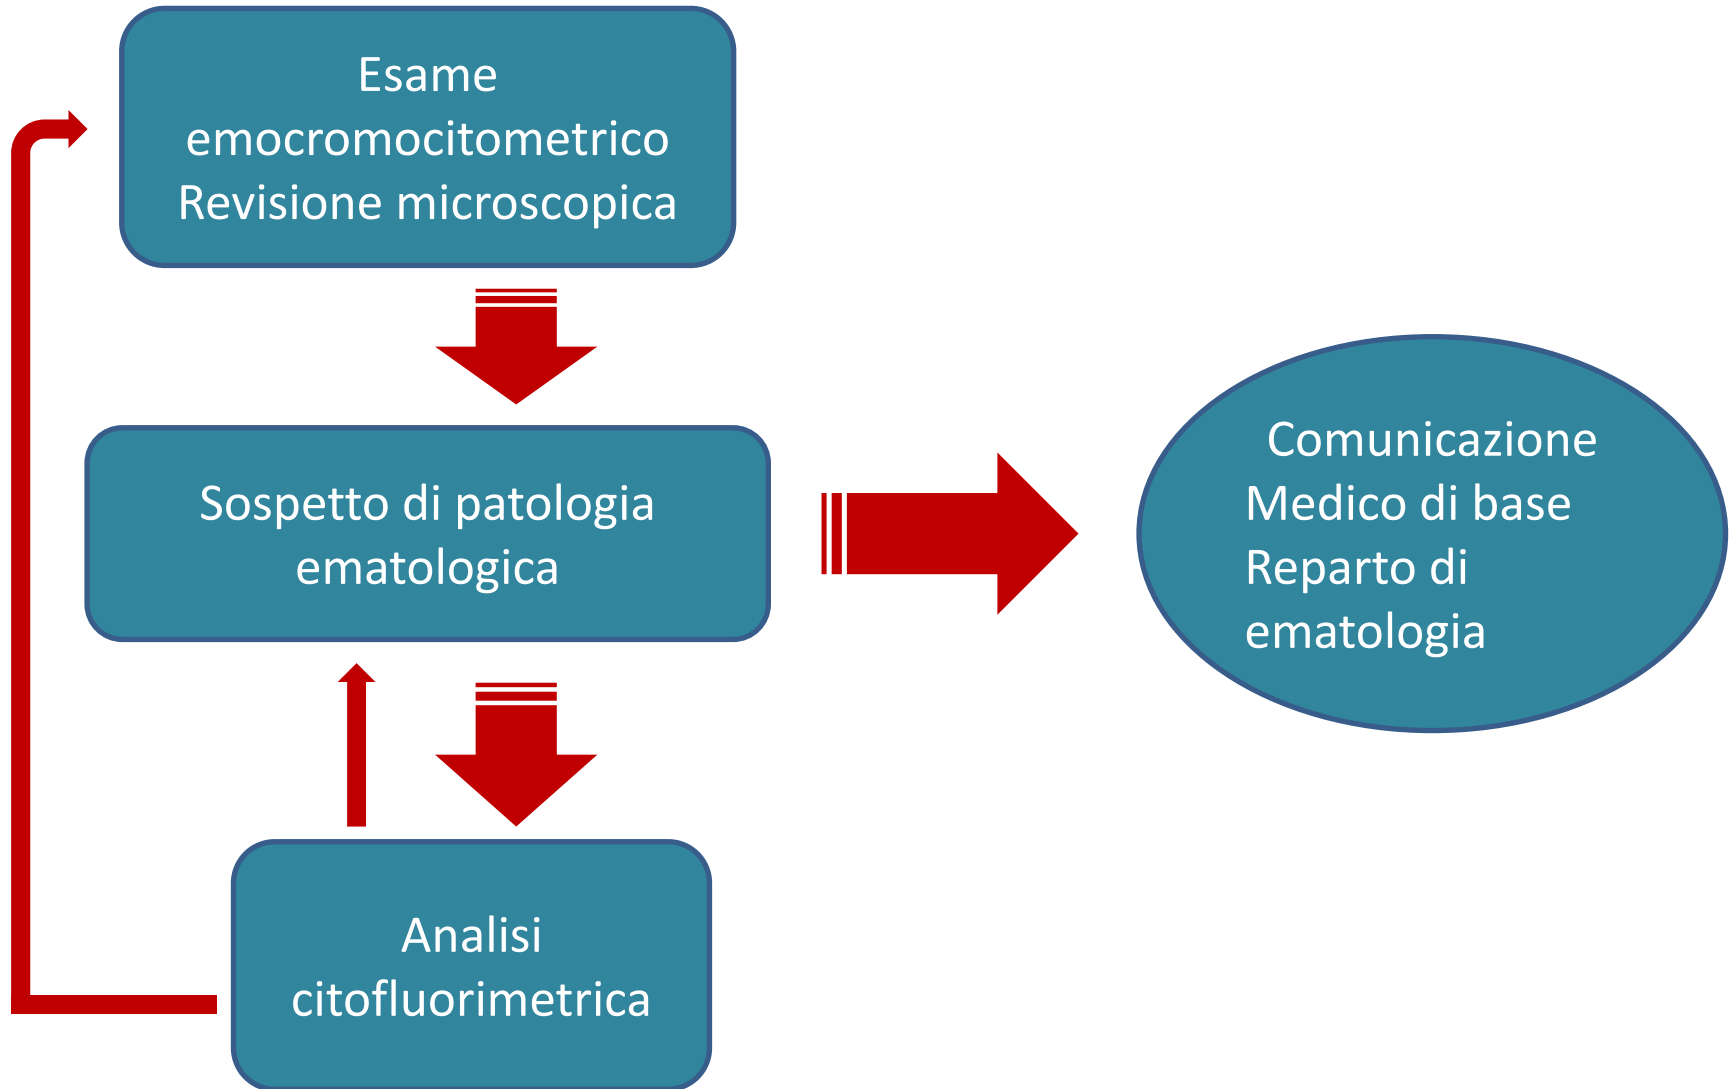 Esame
emocromocitometrico
Revisione microscopica
Sospetto di patologia
ematologica
Comunicazione
Medico di base
Reparto di
ematologia
Analisi
citofluorimetrica